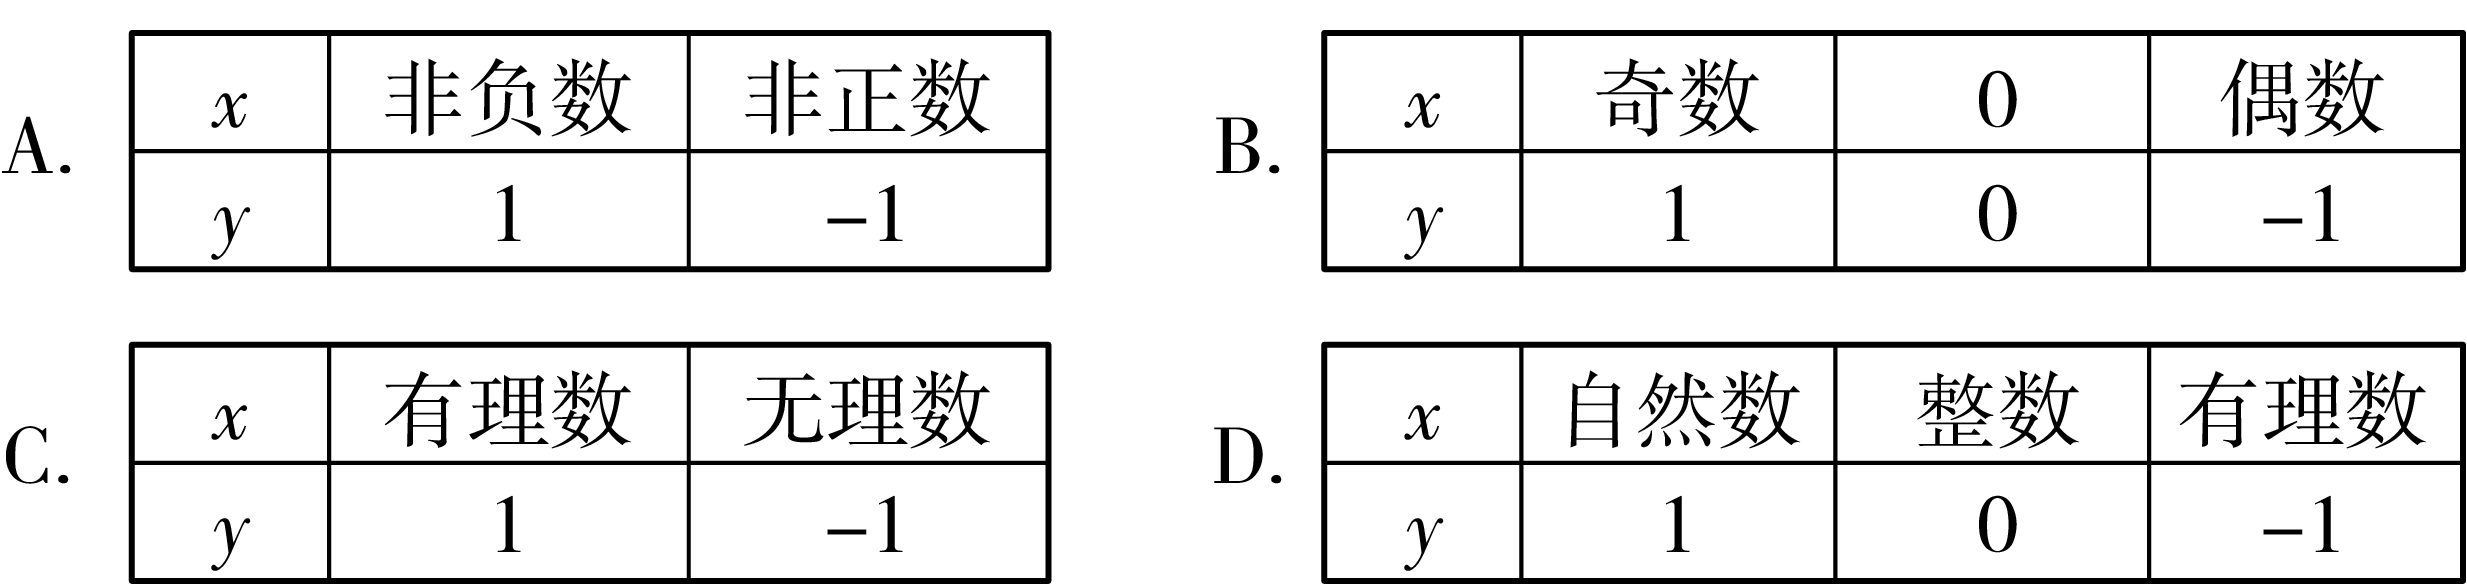 A. x 非负数 非正数
y 1 -1
B. x 奇数 0 偶数
y 1 0 -1
C. x 有理数 无理数
y 1 -1
D. x 自然数 整数 有理数
y 1 0 -1